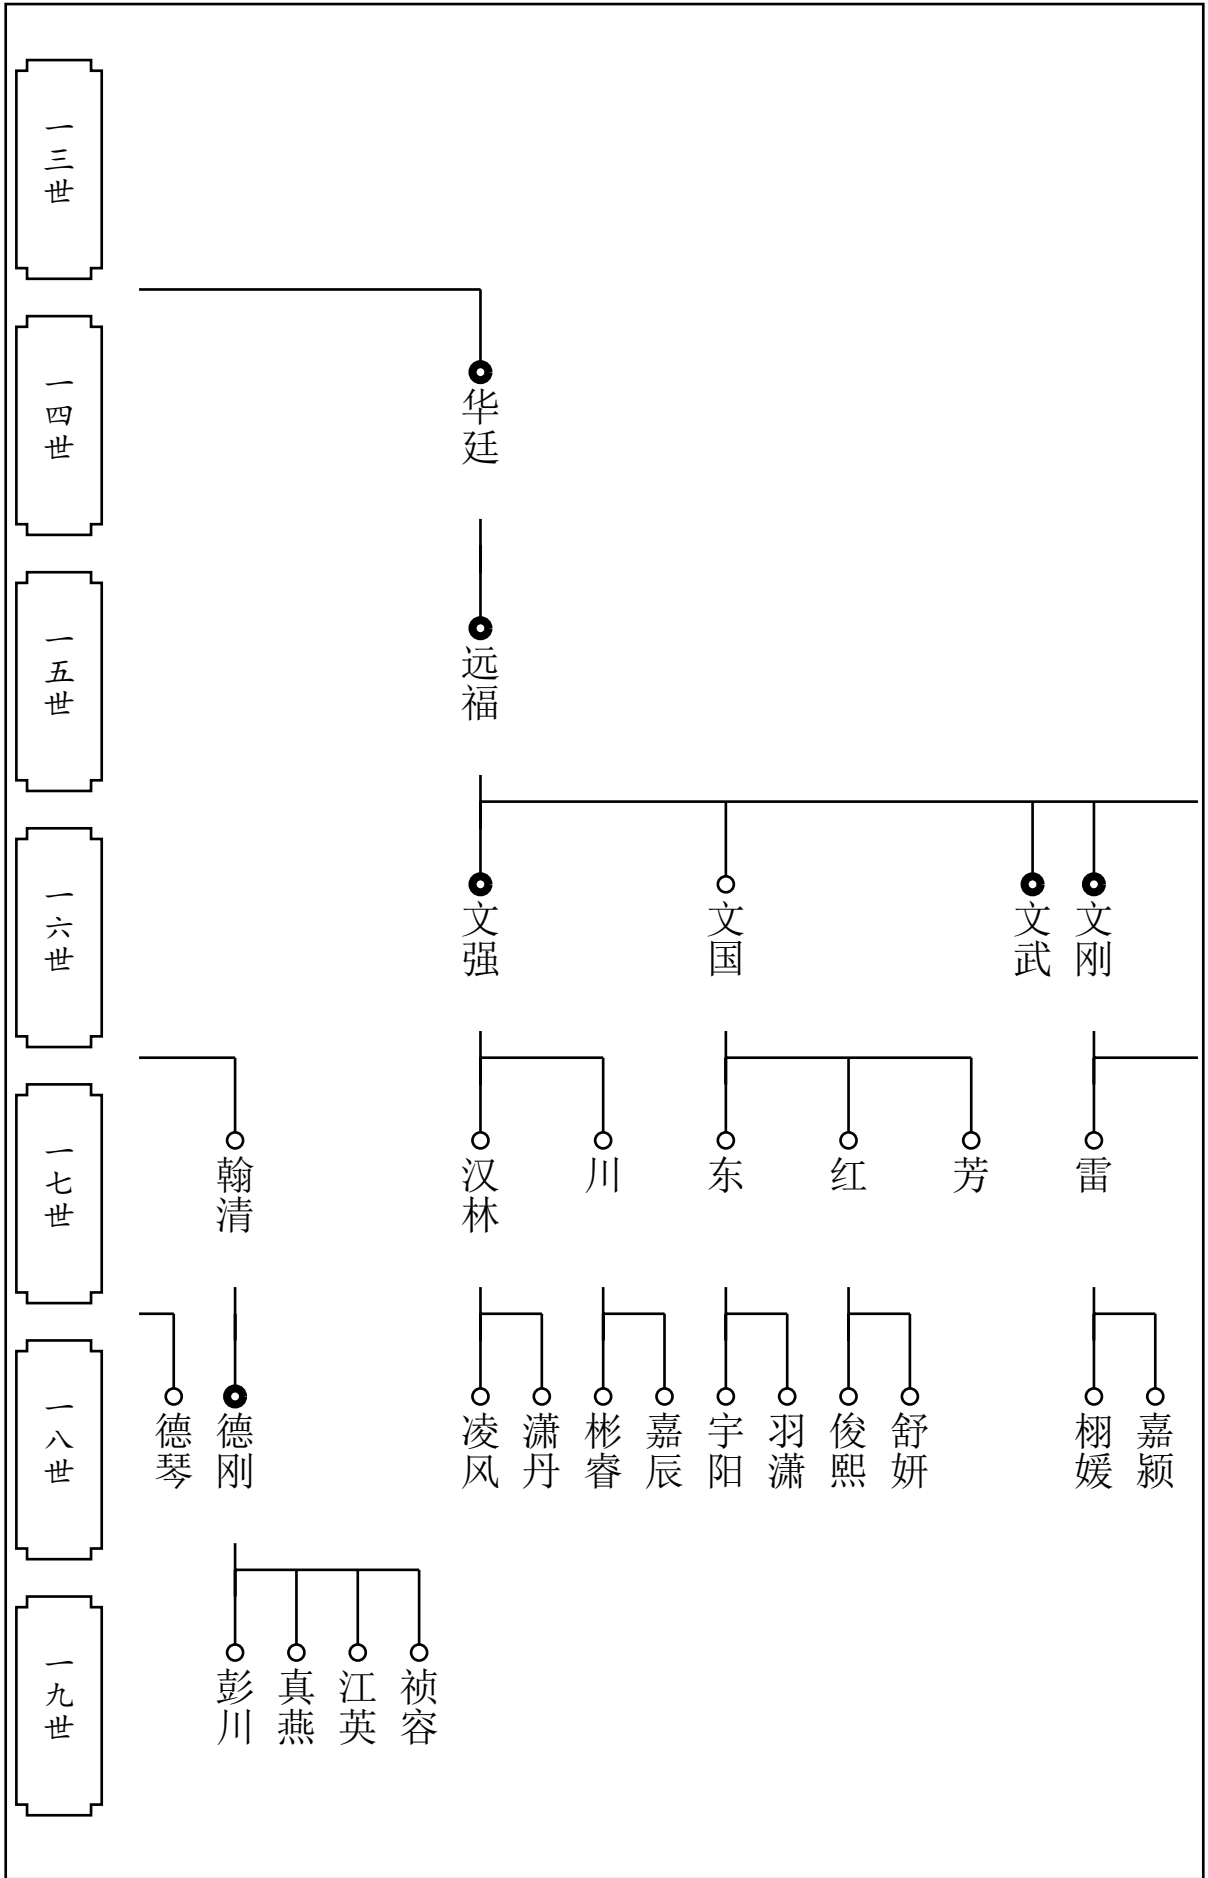 一三世
一四世
华廷
一五世
远福
一六世
文强
文国
文武
文刚
一七世
翰清
汉林
川
东
红
芳
雷
一八世
德琴
德刚
凌风
潇丹
彬睿
嘉辰
宇阳
羽潇
俊熙
舒妍
栩媛
嘉颍
一九世
彭川
真燕
江英
祯容